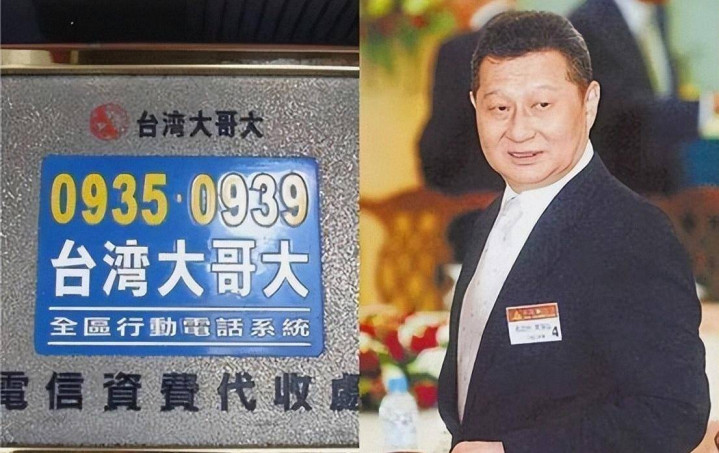 台湾大哥大
0935·0939
台湾大哥大
全區行動電話系統
電信資費代收處
4